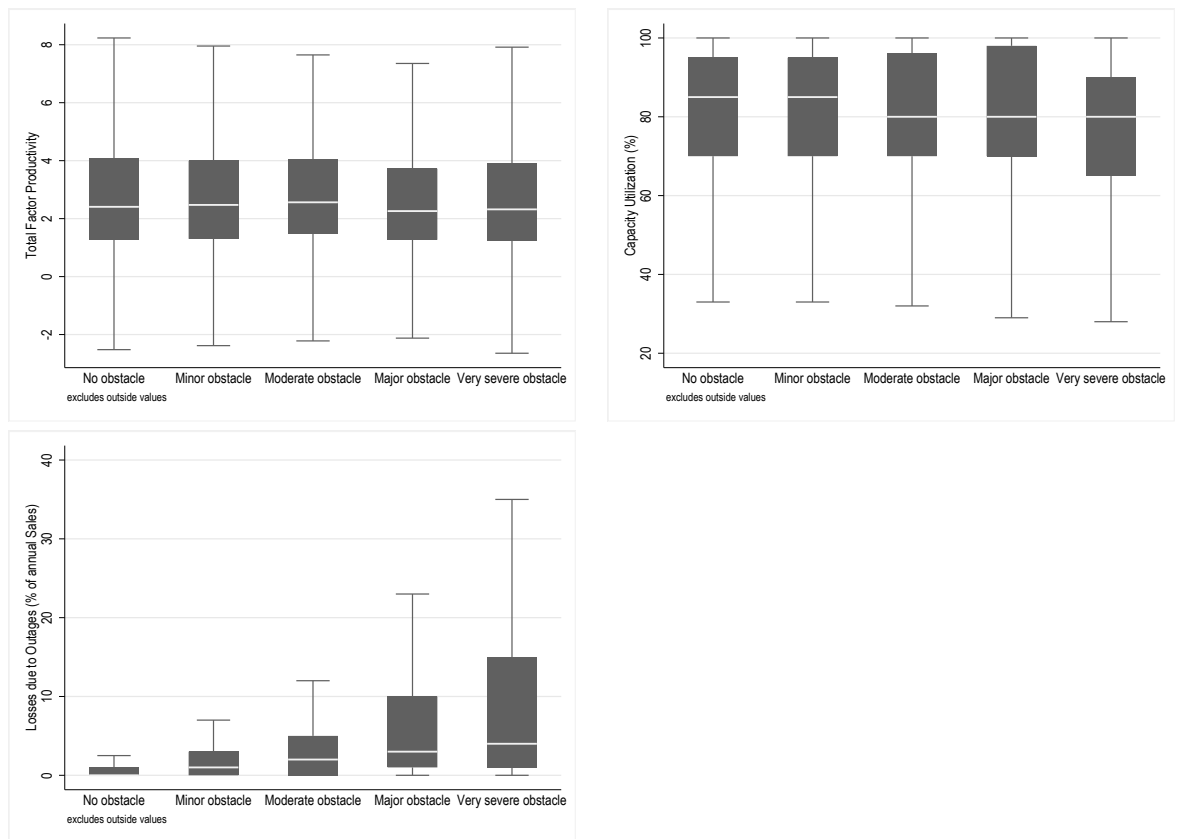 Total Factor Productivity
8
6
4
2
0
-2
No obstacle Minor obstacle Moderate obstacle Major obstacle Very severe obstacle
excludes outside values
Capacity Utilization (%)
100
80
60
40
20
No obstacle Minor obstacle Moderate obstacle Major obstacle Very severe obstacle
excludes outside values
Losses due to Outages (% of annual Sales)
40
30
20
10
0
No obstacle Minor obstacle Moderate obstacle Major obstacle Very severe obstacle
excludes outside values